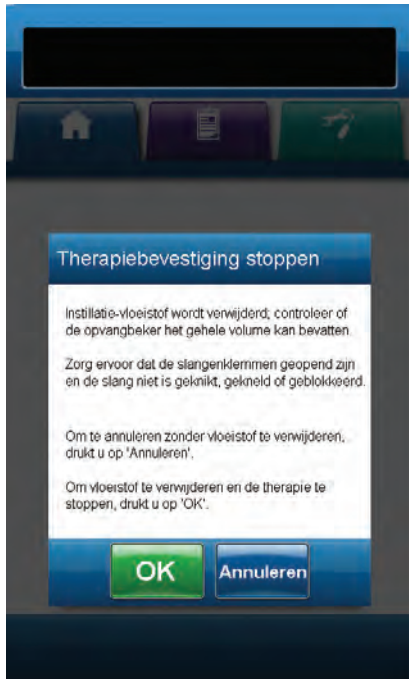 Therapiebevestiging stoppen
Instillatie-vloeistof wordt verwijderd; controleer of
de opvangbeker het gehele volume kan bevatten.
Zorg ervoor dat de slangenklemmen geopend zijn
en de slang niet is geknikt, gekneld of geblokkeerd.
Om te annuleren zonder vloeistof te verwijderen,
drukt u op 'Annuleren'.
Om vloeistof te verwijderen en de therapie te
stoppen, drukt u op 'OK'.
OK
Annuleren